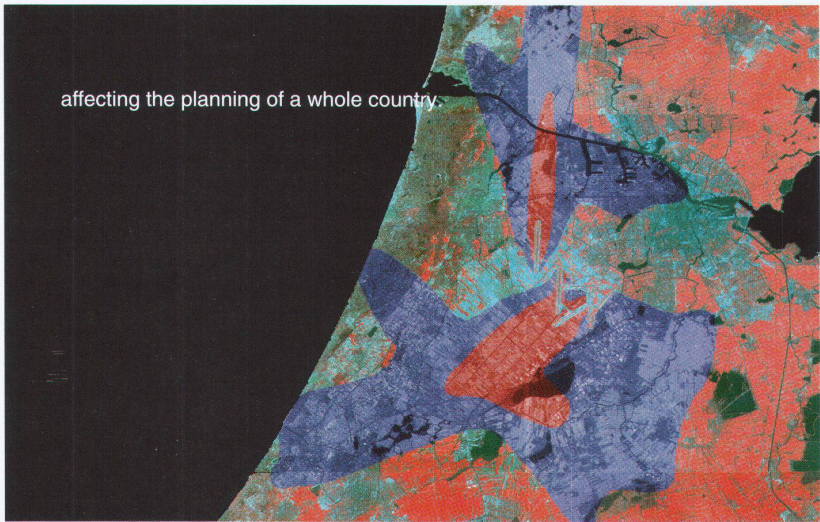 affecting the planning of a whole country.